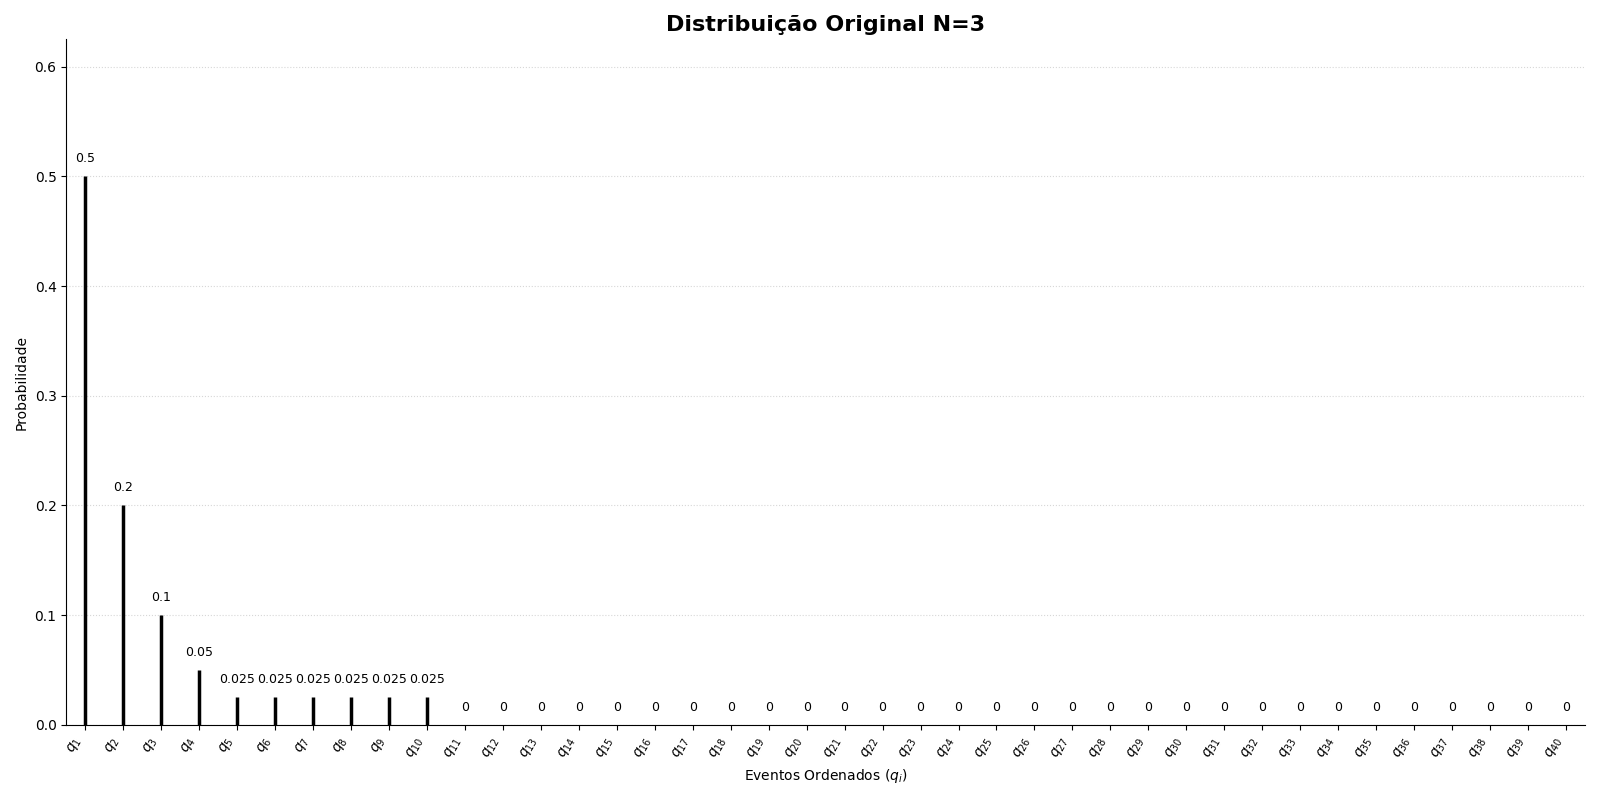 Distribuição Original N=3
Probabilidade
0.6
0.5
0.4
0.3
0.2
0.1
0.0
0.5
0.2
0.1
0.05
0.025 0.025 0.025 0.025 0.025 0.025
0 0 0 0 0 0 0 0 0 0 0 0 0 0 0 0 0 0 0 0 0 0 0 0 0 0 0 0 0 0
q1 q2 q3 q4 q5 q6 q7 q8 q9 q10 q11 q12 q13 q14 q15 q16 q17 q18 q19 q20 q21 q22 q23 q24 q25 q26 q27 q28 q29 q30 q31 q32 q33 q34 q35 q36 q37 q38 q39 q40
Eventos Ordenados (qi)